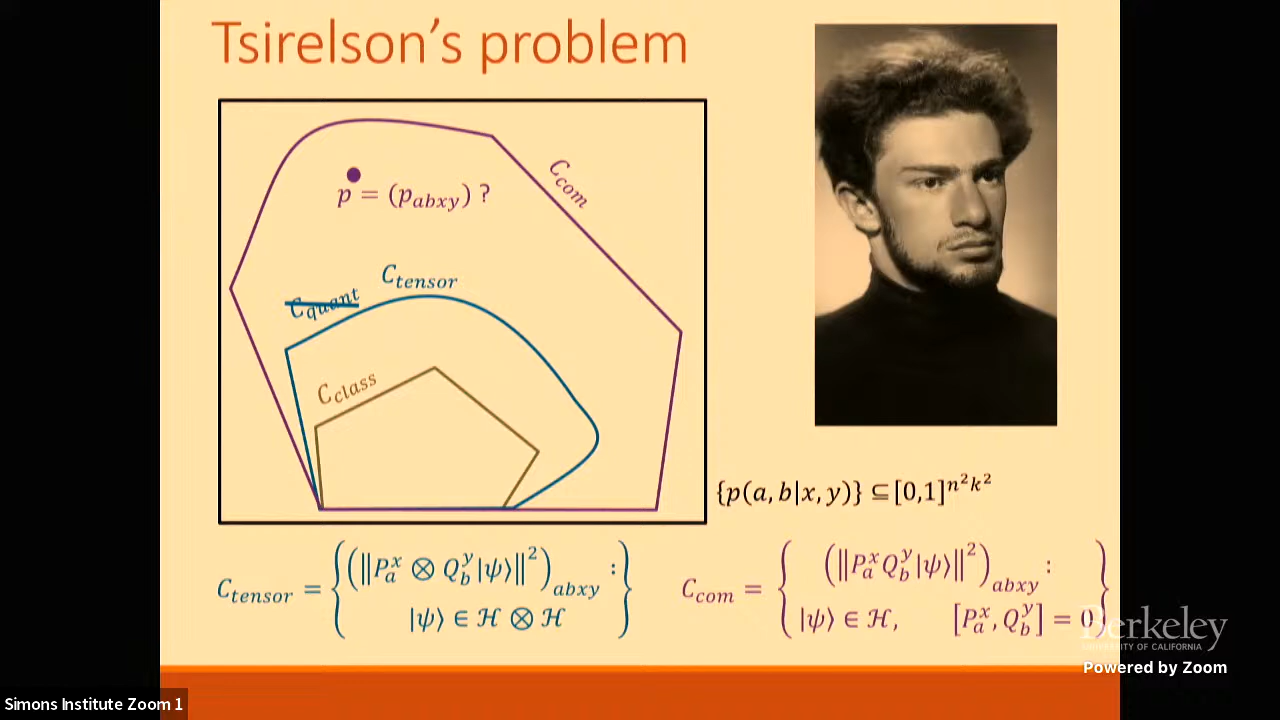 Tsirelson's problem
C_com
p = (p_abxy) ?
C_tensor
C_quant
C_class
{p(a, b|x, y)} ⊆ [0,1]^{n²k²}
C_tensor = { (‖P_a^x ⊗ Q_b^y |ψ⟩‖²)_abxy : |ψ⟩ ∈ ℋ ⊗ ℋ }
C_com = { (‖P_a^x Q_b^y |ψ⟩‖²)_abxy : |ψ⟩ ∈ ℋ, [P_a^x, Q_b^y] = 0 }
Berkeley
UNIVERSITY OF CALIFORNIA
Powered by Zoom
Simons Institute Zoom 1